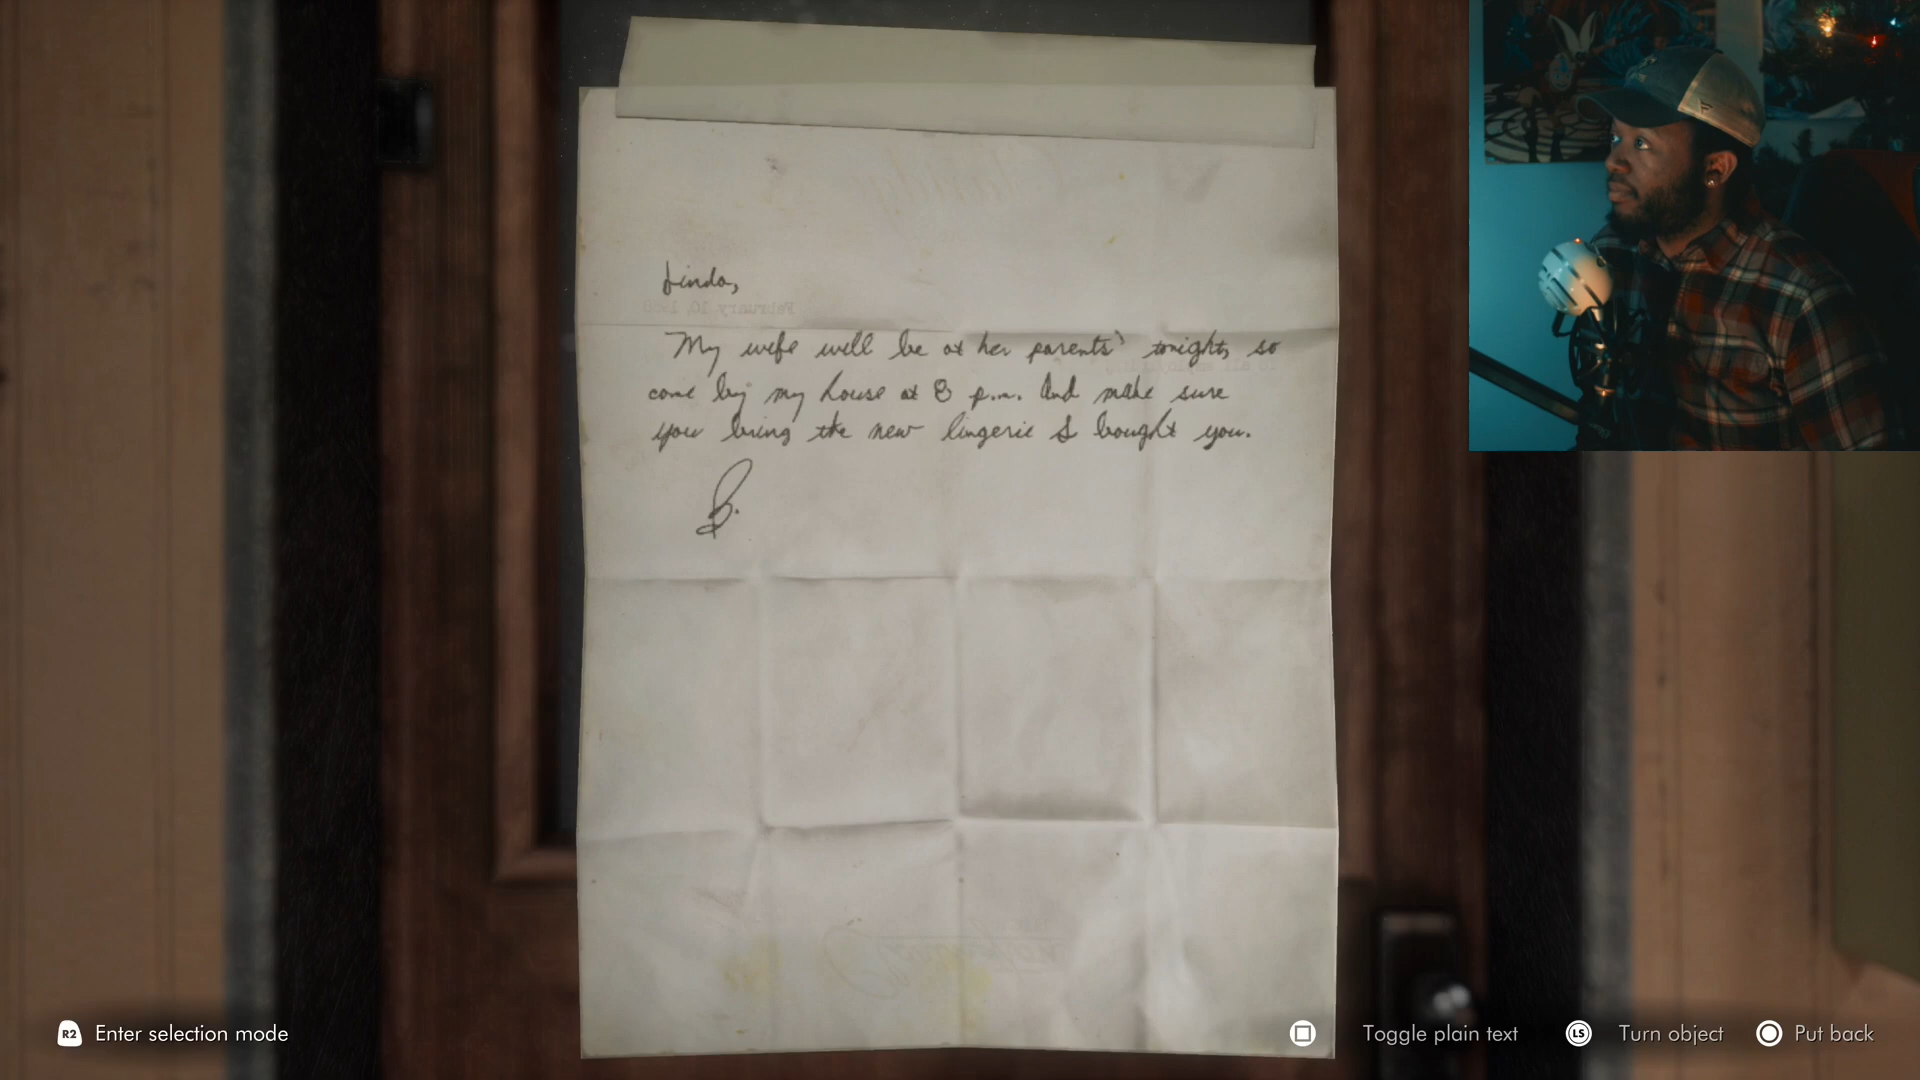 Linda,
My wife will be at her parents' tonight, so
come by my house at 8 p.m. And make sure
you bring the new lingerie I bought you.
B.
R2 Enter selection mode
Toggle plain text
LS Turn object
Put back